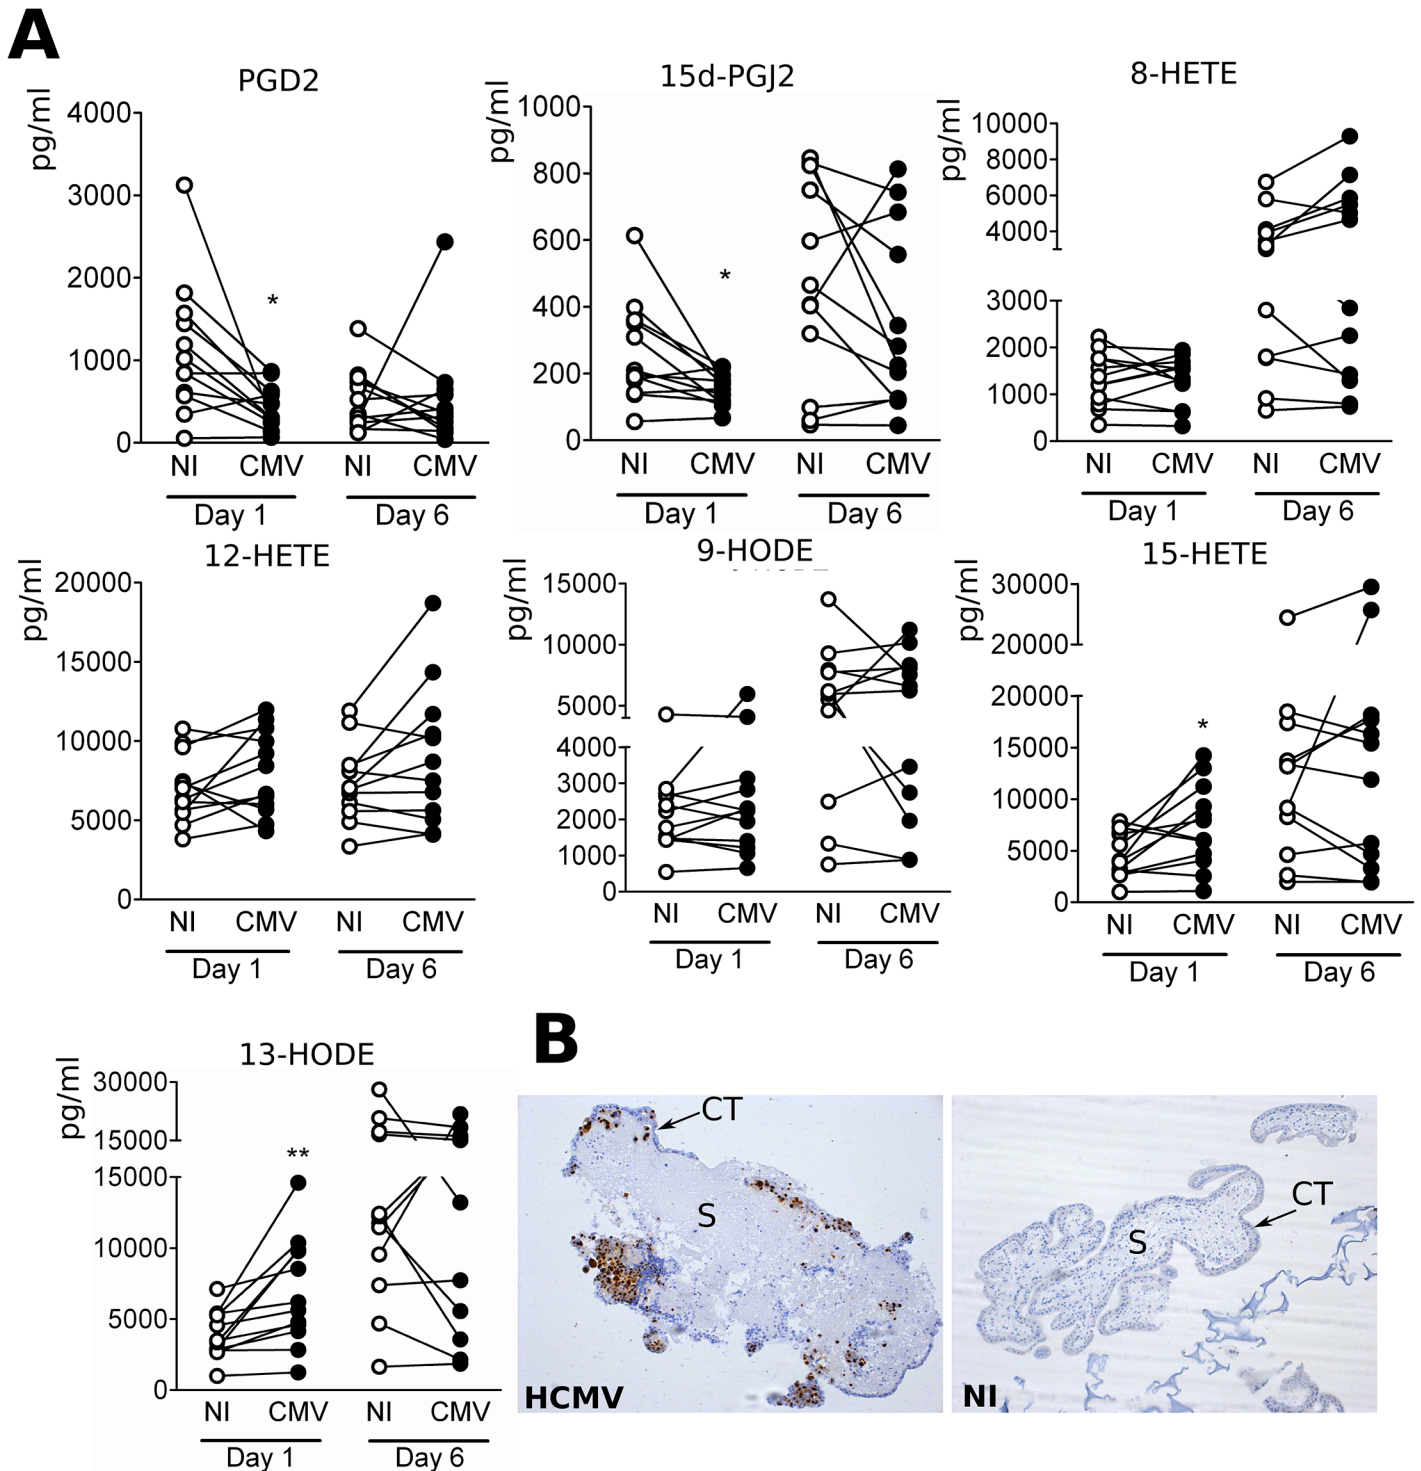 A
PGD2
pg/ml
4000
3000
2000
1000
0
*
NI CMV NI CMV
Day 1 Day 6
15d-PGJ2
pg/ml
1000
800
600
400
200
0
*
NI CMV NI CMV
Day 1 Day 6
8-HETE
pg/ml
10000
8000
6000
4000
3000
2000
1000
0
NI CMV NI CMV
Day 1 Day 6
12-HETE
pg/ml
20000
15000
10000
5000
0
NI CMV NI CMV
Day 1 Day 6
9-HODE
pg/ml
15000
10000
5000
4000
3000
2000
1000
0
NI CMV NI CMV
Day 1 Day 6
15-HETE
pg/ml
30000
20000
20000
15000
10000
5000
0
*
NI CMV NI CMV
Day 1 Day 6
13-HODE
pg/ml
30000
15000
15000
10000
5000
0
**
NI CMV NI CMV
Day 1 Day 6
B
CT
S
HCMV
CT
S
NI